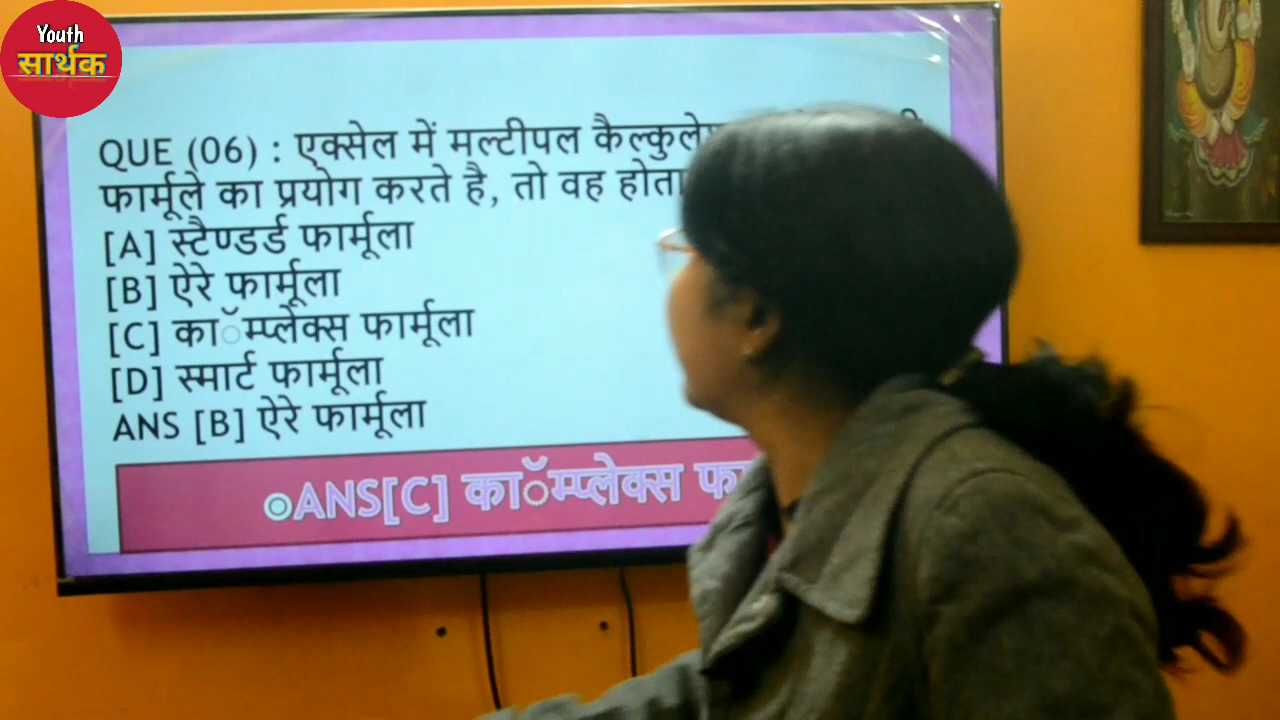 Youth
सार्थक
QUE (06) : एक्सेल में मल्टीपल
फार्मूले का प्रयोग करते है, तो वह होता
[A] स्टैण्डर्ड फार्मूला
[B] ऐरे फार्मूला
[C] काॅम्प्लेक्स फार्मूला
[D] स्मार्ट फार्मूला
ANS [B] ऐरे फार्मूला
ANS[C] काॅम्प्लेक्स